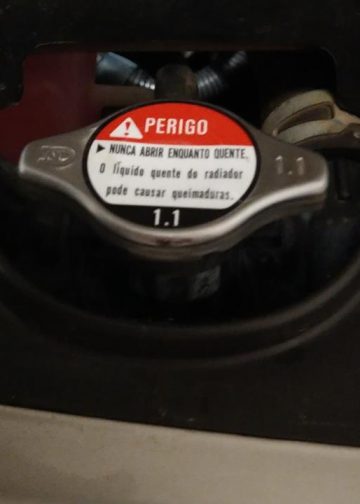 PERIGO
▶ NUNCA ABRIR ENQUANTO QUENTE.
O líquido quente do radiador
pode causar queimaduras.
1.1
1.1